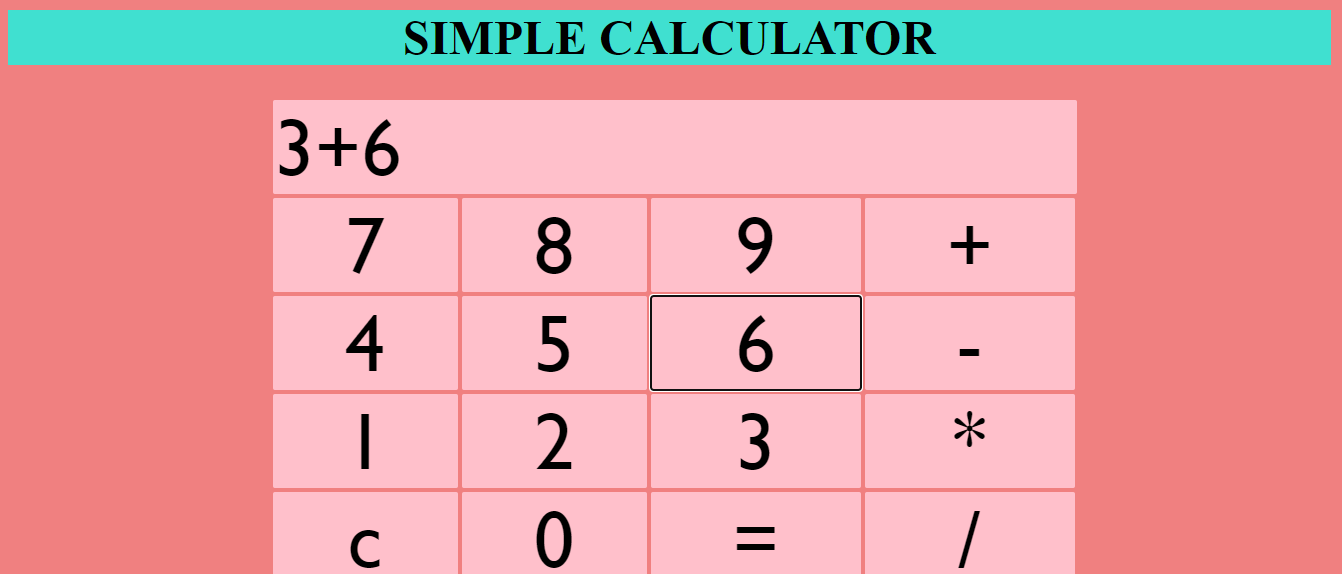 SIMPLE CALCULATOR
3+6
7 8 9 +
4 5 6 -
1 2 3 *
c 0 = /